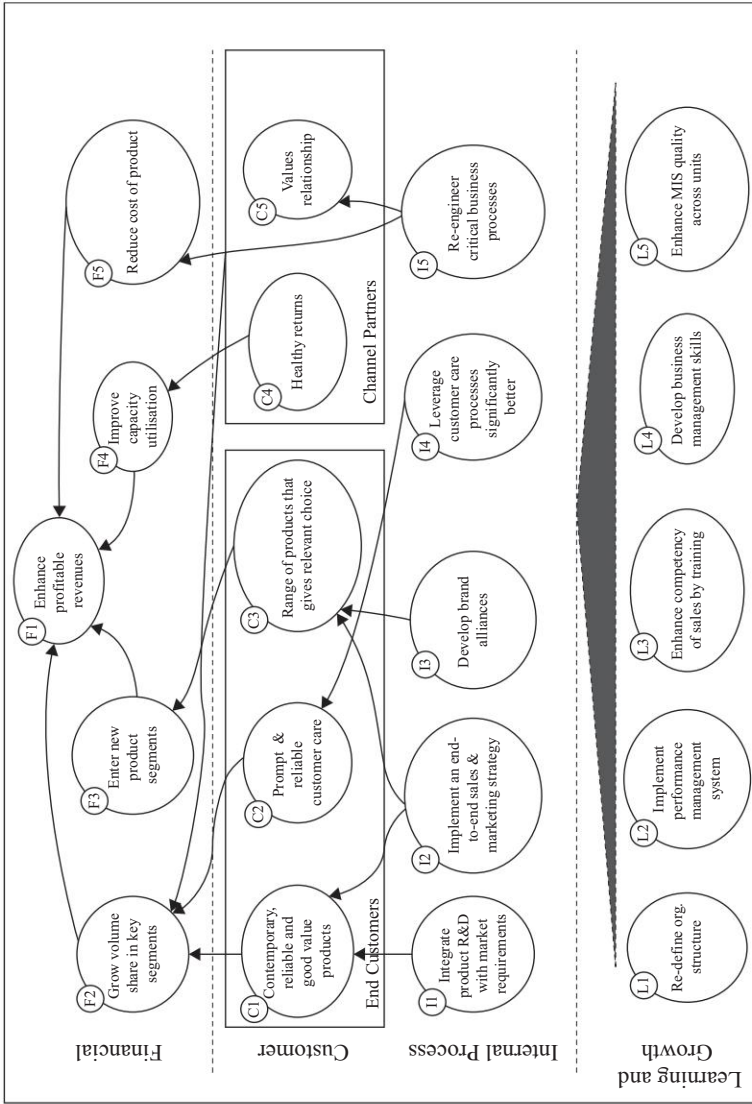 Financial
F1
Enhance
profitable
revenues
F2
Grow volume
share in key
segments
F3
Enter new
product
segments
F4
Improve
capacity
utilisation
F5
Reduce cost of product
Customer
C1
Contemporary,
reliable and
good value
products
C2
Prompt &
reliable
customer care
C3
Range of products that
gives relevant choice
End Customers
C4
Healthy returns
C5
Values
relationship
Channel Partners
Internal Process
I1
Integrate
product R&D
with market
requirements
I2
Implement an end-
to-end sales &
marketing strategy
I3
Develop brand
alliances
I4
Leverage
customer care
processes
significantly
better
I5
Re-engineer
critical business
processes
Learning and
Growth
L1
Re-define org.
structure
L2
Implement
performance
management
system
L3
Enhance competency
of sales by training
L4
Develop business
management skills
L5
Enhance MIS quality
across units